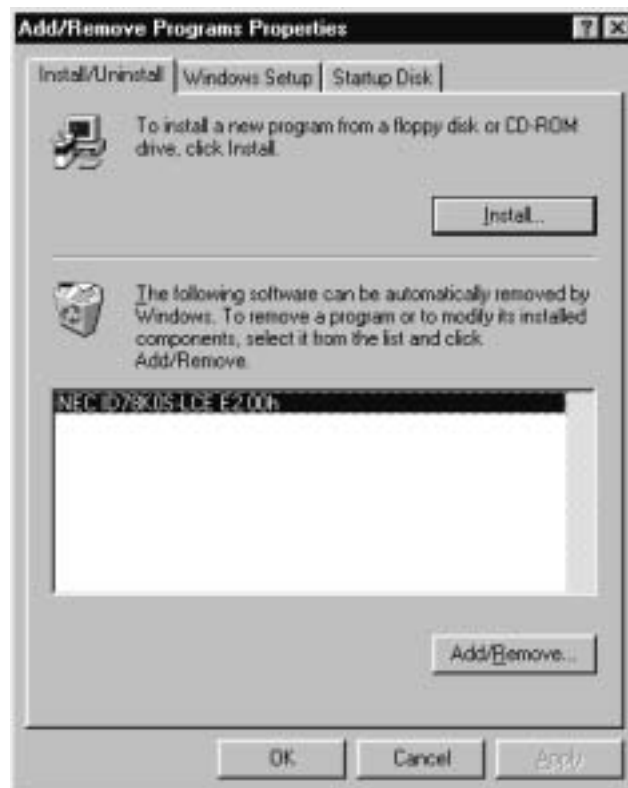 Add/Remove Programs Properties
Install/Uninstall
Windows Setup
Startup Disk
To install a new program from a floppy disk or CD-ROM
drive, click Install.
Install...
The following software can be automatically removed by
Windows. To remove a program or to modify its installed
components, select it from the list and click
Add/Remove.
NEC ID78K0S-LCE E2.00h
Add/Remove...
OK
Cancel
Apply